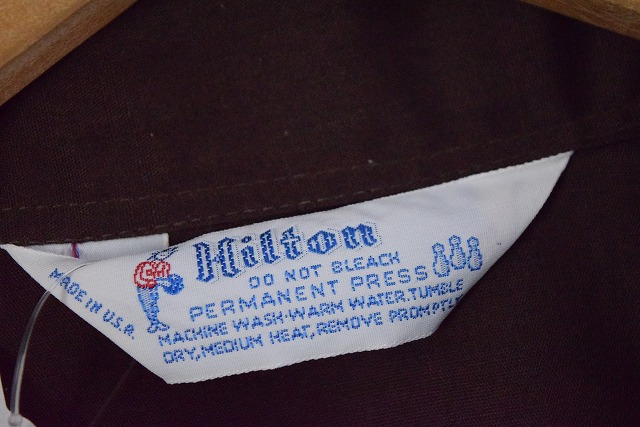 Hilton
DO NOT BLEACH
PERMANENT PRESS
MACHINE WASH-WARM WATER.TUMBLE
DRY,MEDIUM HEAT,REMOVE PROMPTLY
MADE IN U.S.A.